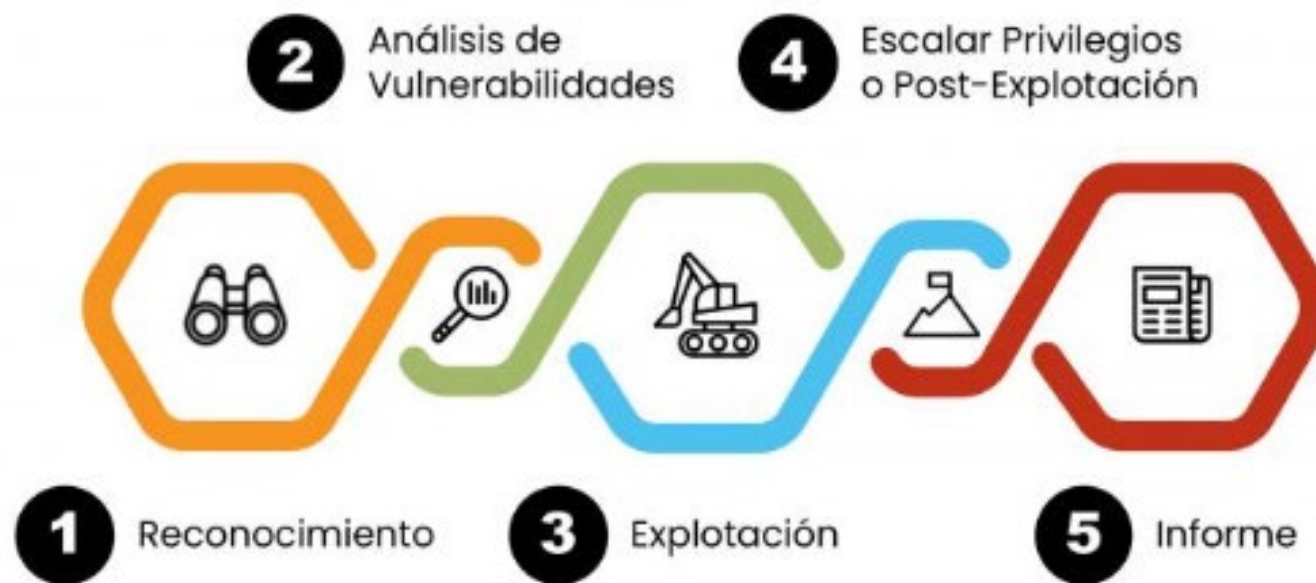 2 Análisis de
Vulnerabilidades
4 Escalar Privilegios
o Post-Explotación
1 Reconocimiento
3 Explotación
5 Informe